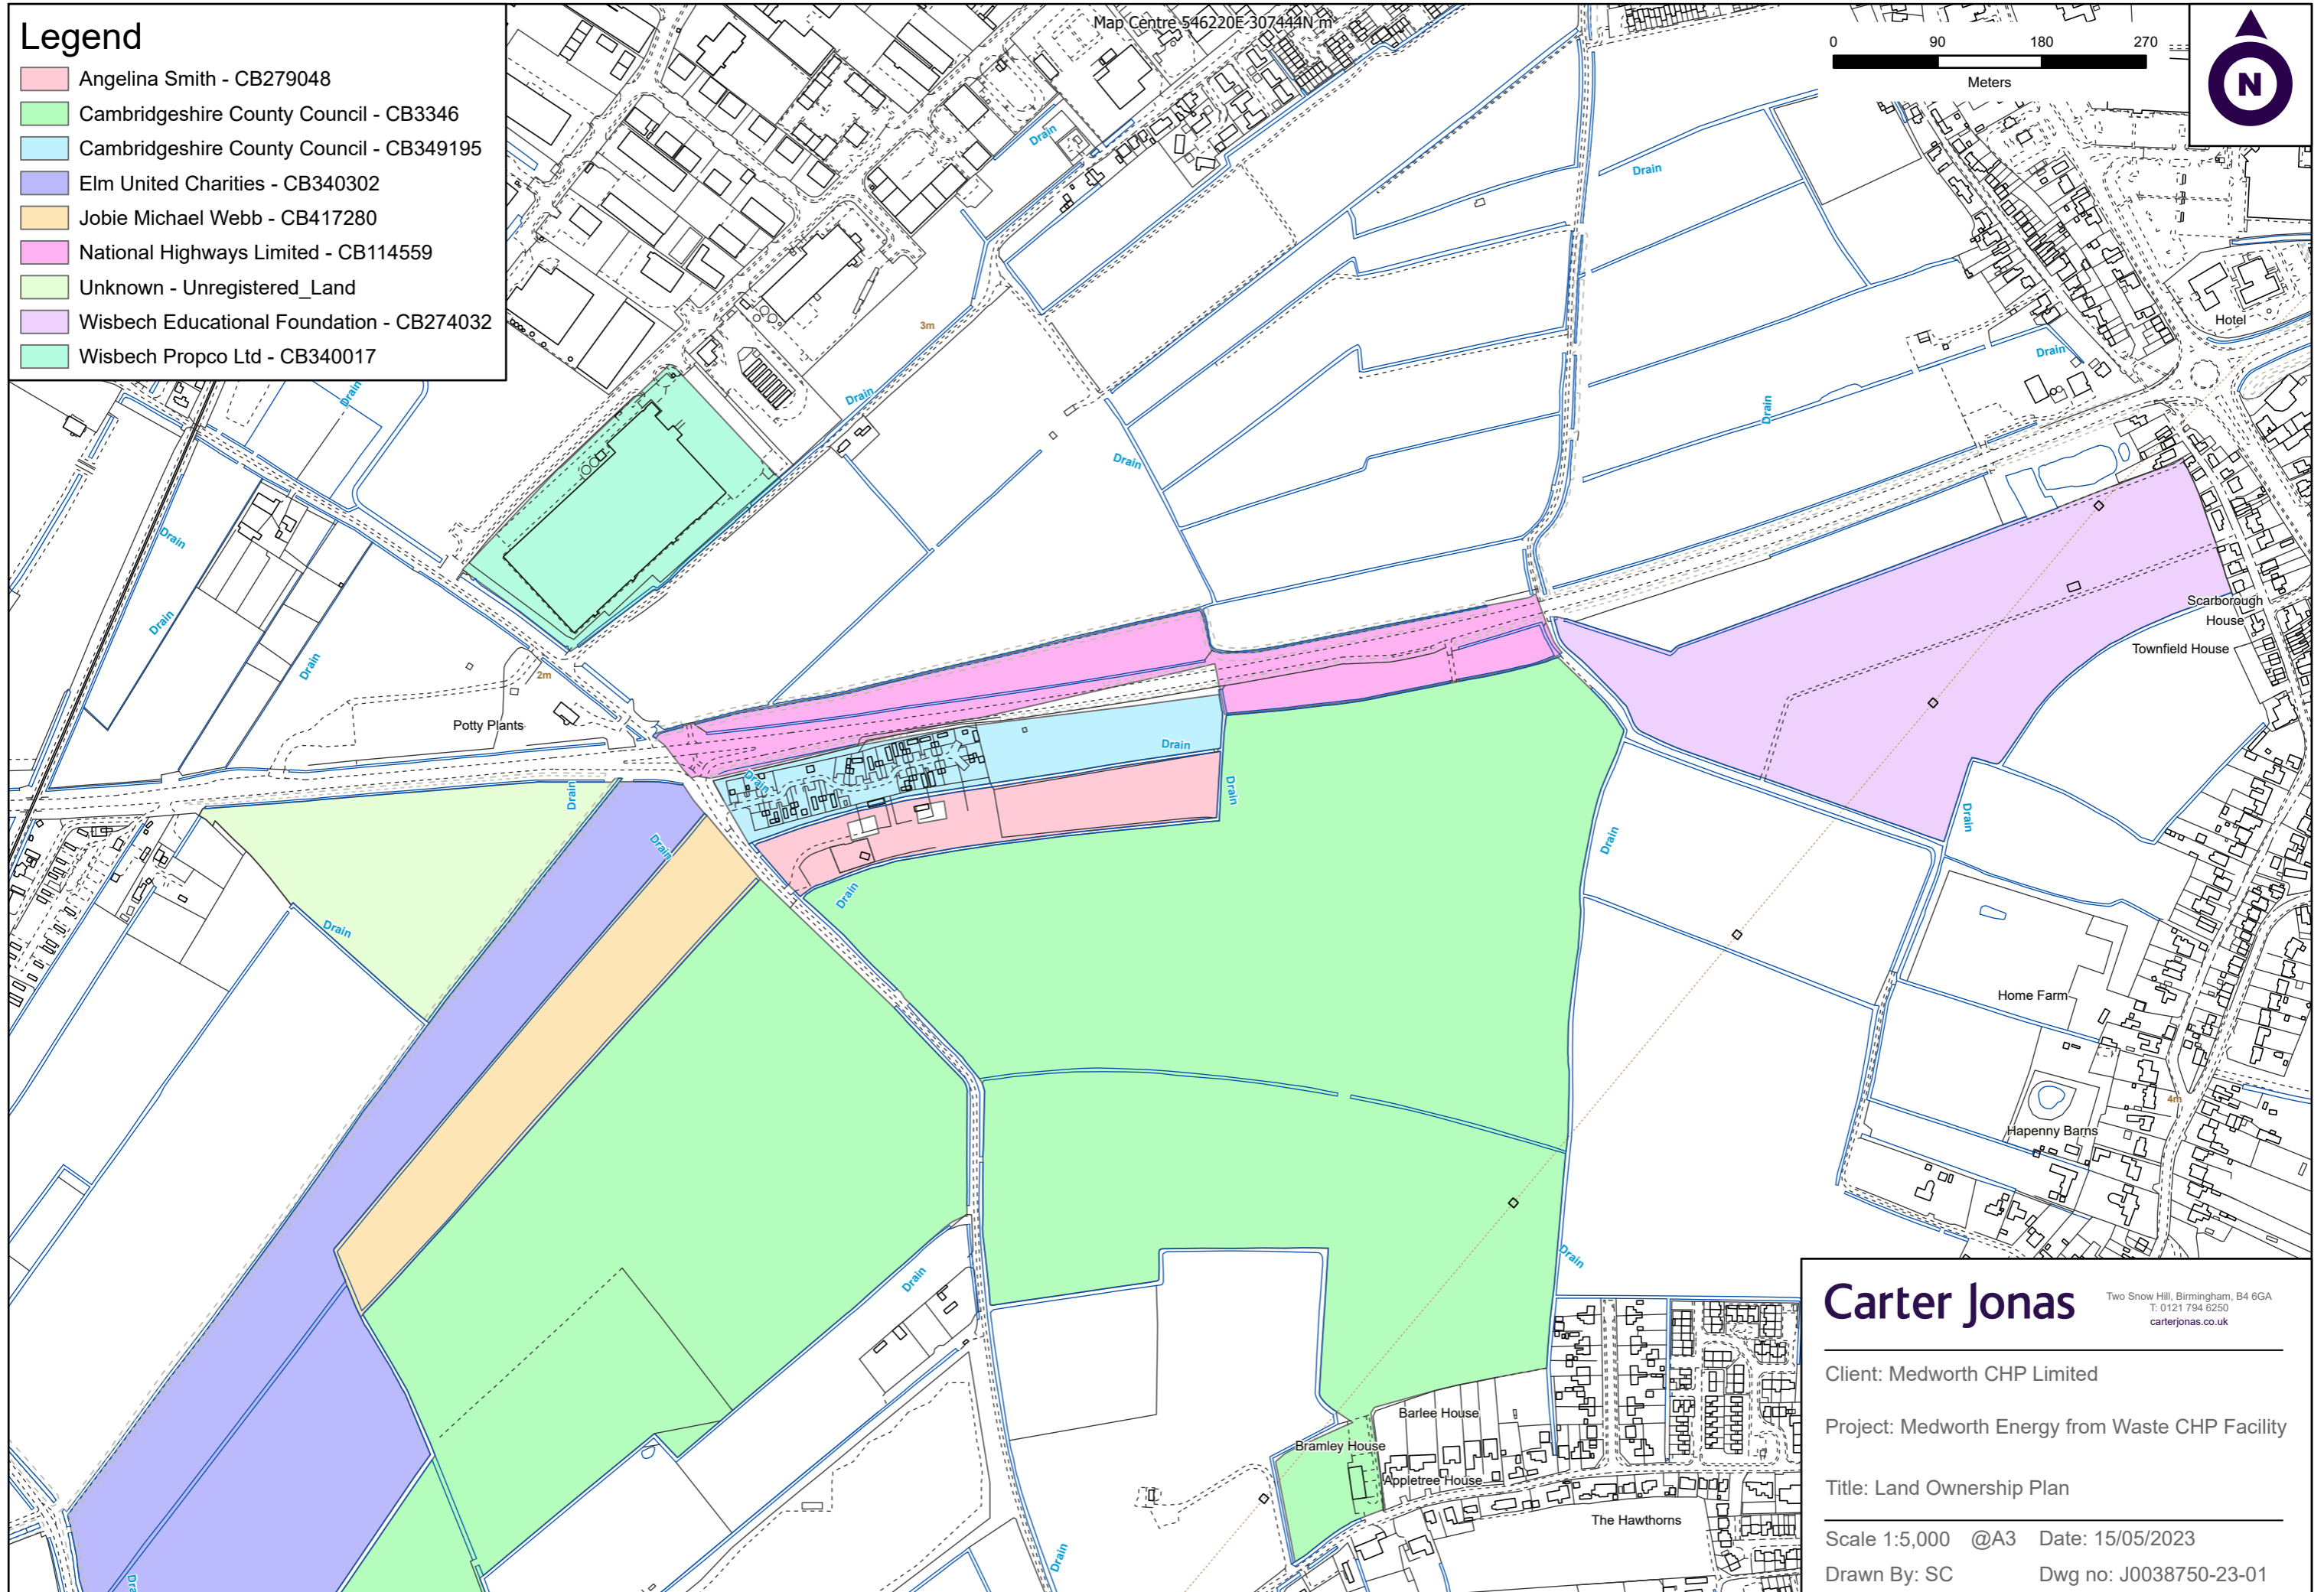 Legend
Angelina Smith - CB279048
Cambridgeshire County Council - CB3346
Cambridgeshire County Council - CB349195
Elm United Charities - CB340302
Jobie Michael Webb - CB417280
National Highways Limited - CB114559
Unknown - Unregistered_Land
Wisbech Educational Foundation - CB274032
Wisbech Propco Ltd - CB340017
Map Centre 546220E 307444N m
0 90 180 270
Meters
N
Drain
Drain
Hotel
3m
Drain
Drain
Drain
Drain
Drain
Drain
Scarborough
House
Drain
Townfield House
Drain
2m
Potty Plants
Drain
Drain
Drain
Drain
Drain
Drain
Drain
Drain
Drain
Drain
Home Farm
4m
Hapenny Barns
Drain
Drain
Barlee House
Bramley House
Appletree House
The Hawthorns
Drain
Carter Jonas
Two Snow Hill, Birmingham, B4 6GA
T: 0121 794 6250
carterjonas.co.uk
Client: Medworth CHP Limited
Project: Medworth Energy from Waste CHP Facility
Title: Land Ownership Plan
Scale 1:5,000 @A3 Date: 15/05/2023
Drawn By: SC Dwg no: J0038750-23-01